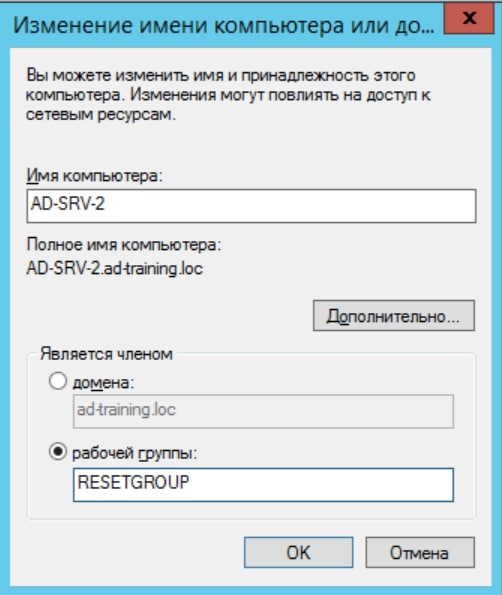 Изменение имени компьютера или до...
x
Вы можете изменить имя и принадлежность этого
компьютера. Изменения могут повлиять на доступ к
сетевым ресурсам.
Имя компьютера:
AD-SRV-2
Полное имя компьютера:
AD-SRV-2.ad-training.loc
Дополнительно...
Является членом
домена:
ad-training.loc
рабочей группы:
RESETGROUP
OK Отмена